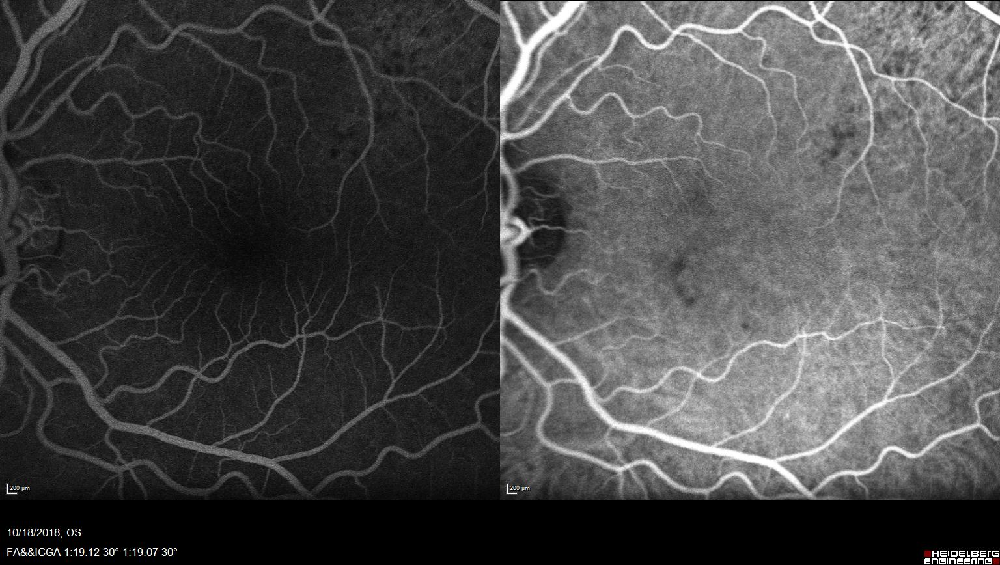 200 µm
200 µm
10/18/2018, OS
FA&&ICGA 1:19.12 30° 1:19.07 30°
HEIDELBERG
ENGINEERING